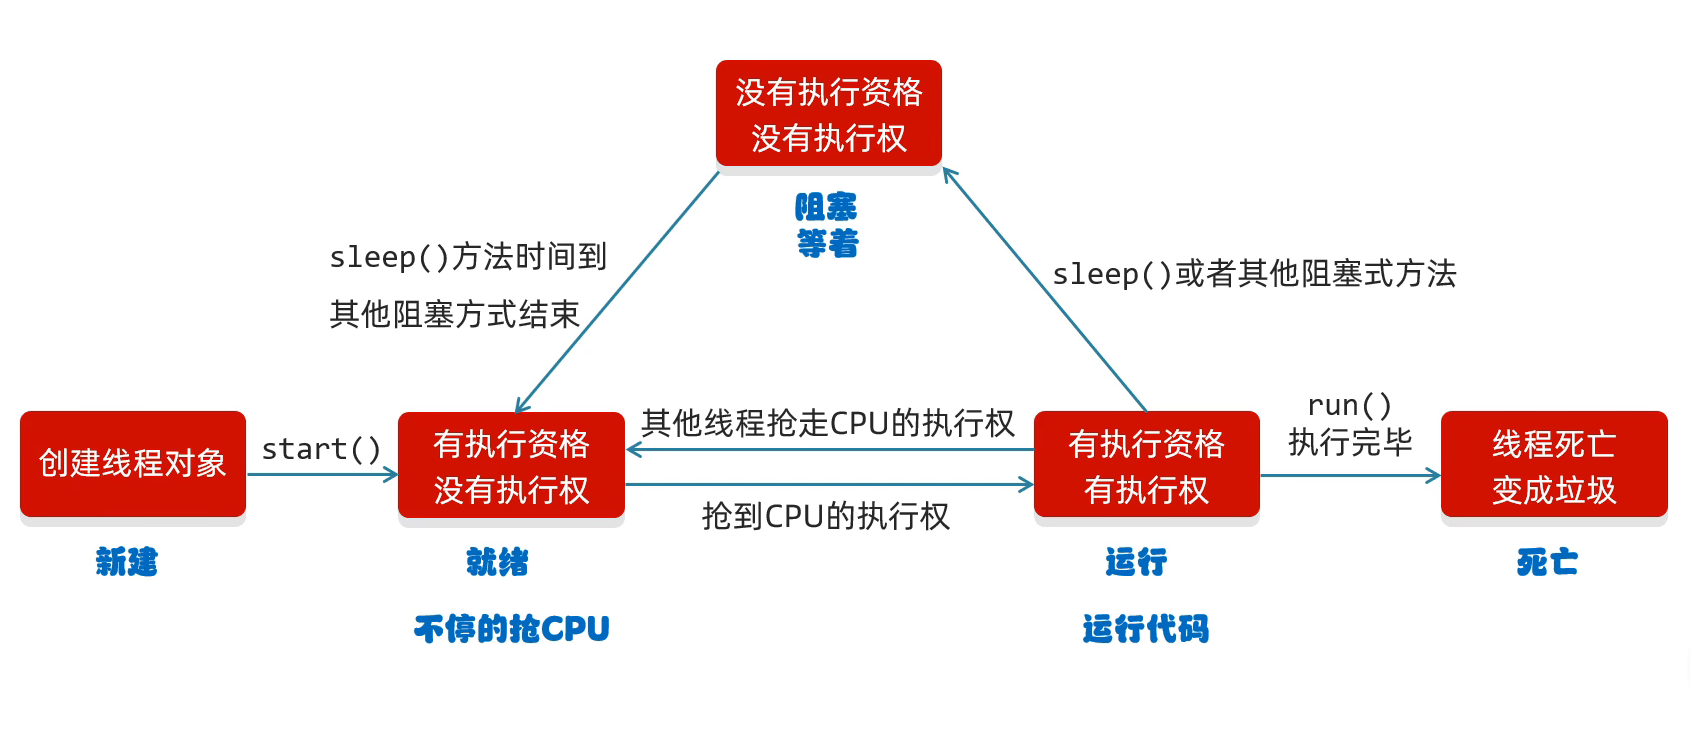 没有执行资格
没有执行权
阻塞
等着
sleep()方法时间到
其他阻塞方式结束
sleep()或者其他阻塞式方法
创建线程对象
新建
start()
有执行资格
没有执行权
就绪
不停的抢CPU
其他线程抢走CPU的执行权
抢到CPU的执行权
有执行资格
有执行权
运行
运行代码
run()
执行完毕
线程死亡
变成垃圾
死亡